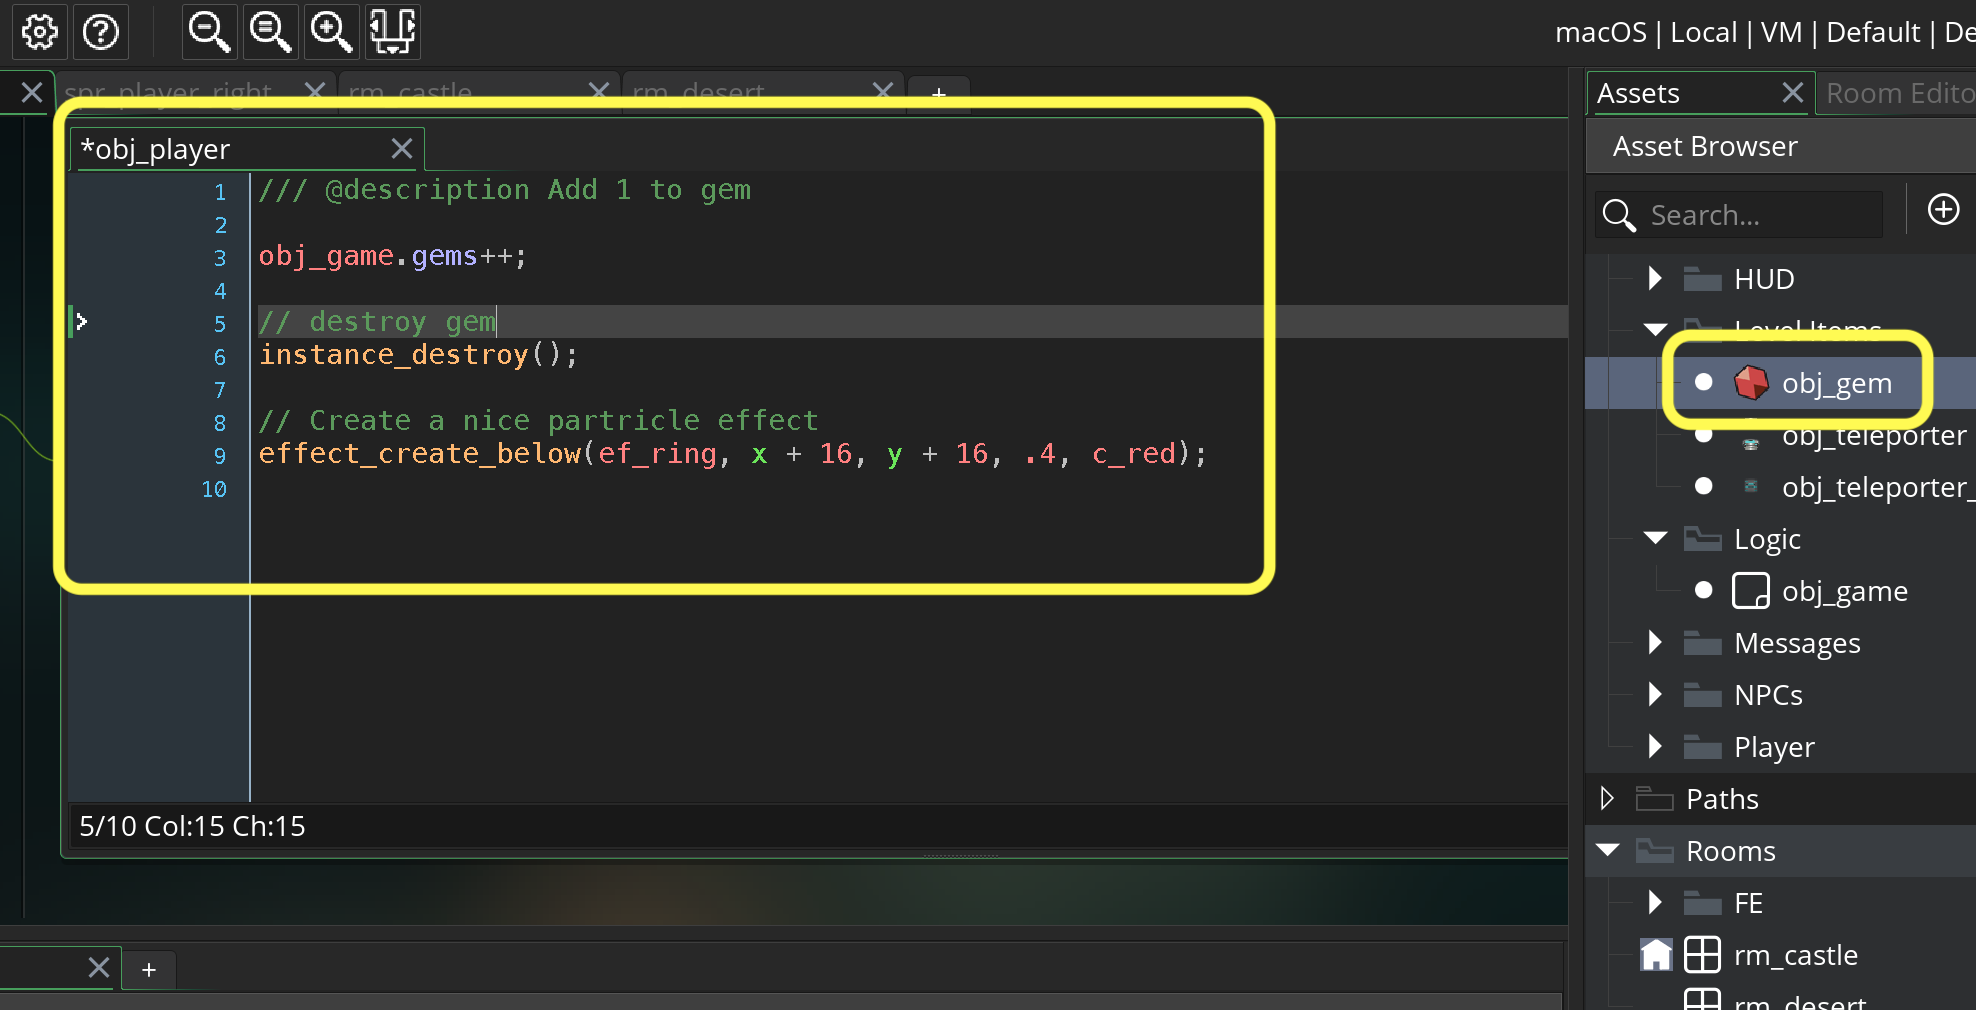 macOS | Local | VM | Default | De
spr_player_right
rm_castle
rm_desert
+
Assets
Room Edito
*obj_player
Asset Browser
1 /// @description Add 1 to gem
2
3 obj_game.gems++;
4
5 // destroy gem
6 instance_destroy();
7
8 // Create a nice partricle effect
9 effect_create_below(ef_ring, x + 16, y + 16, .4, c_red);
10
5/10 Col:15 Ch:15
+
Search...
HUD
Level Items
obj_gem
obj_teleporter
obj_teleporter_
Logic
obj_game
Messages
NPCs
Player
Paths
Rooms
FE
rm_castle
rm_desert